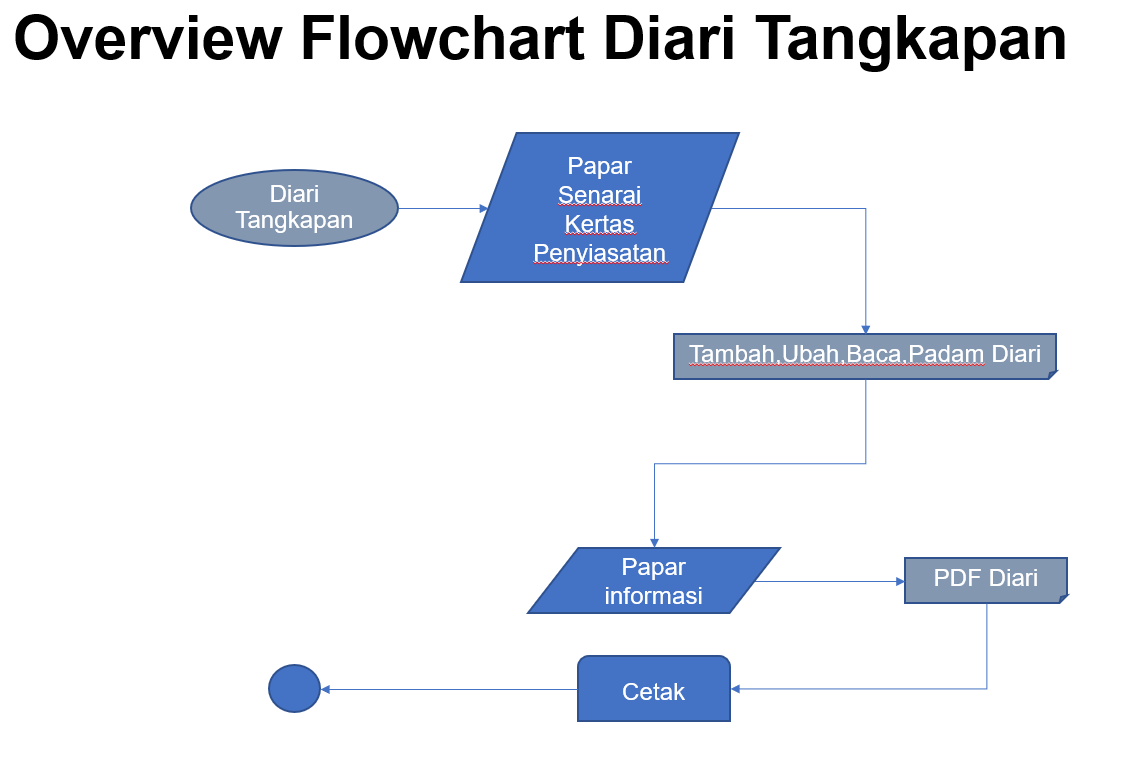 Overview Flowchart Diari Tangkapan
Diari
Tangkapan
Papar
Senarai
Kertas
Penyiasatan
Tambah,Ubah,Baca,Padam Diari
Papar
informasi
PDF Diari
Cetak